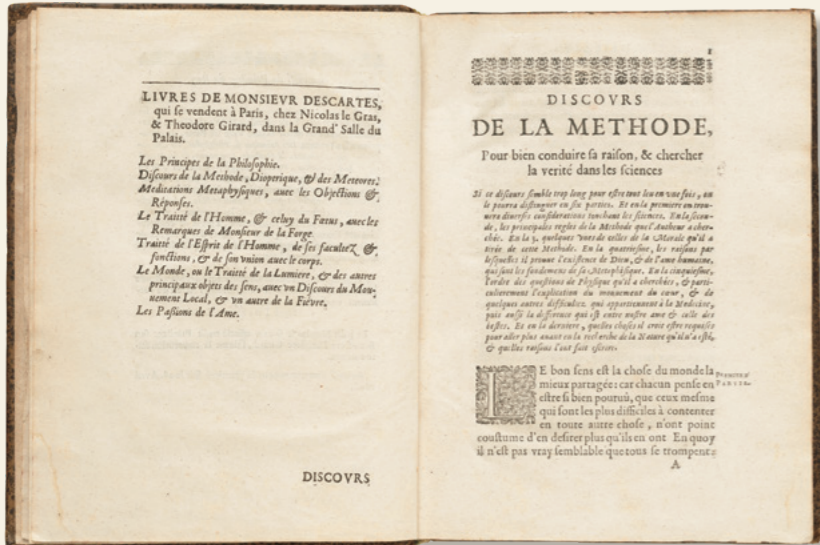 LIVRES DE MONSIEVR DESCARTES,
qui ſe vendent à Paris, chez Nicolas le Gras,
& Theodore Girard, dans la Grand' Salle du
Palais.
Les Principes de la Philoſophie.
Diſcours de la Methode, Dioperique, & des Meteores.
Meditations Metaphyſiques, auec les Objections &
Réponſes.
Le Traitté de l'Homme, & celuy du Fœtus, auec les
Remarques de Monſieur de la Forge
Traitté de l'Eſprit de l'Homme, de ſes facultez &
fonctions, & de ſon vnion auec le corps.
Le Monde, ou le Traitté de la Lumiere, & des autres
principaux objets des ſens, auec vn Diſcours du Mou-
uement Local, & vn autre de la Fiévre.
Les Paſsions de l'Ame.
DISCOVRS
DISCOVRS
DE LA METHODE,
Pour bien conduire ſa raiſon, & chercher
la verité dans les ſciences
Si ce diſcours ſemble trop long pour eſtre tout leu en vne fois, on
le pourra diſtinguer en ſix parties. Et en la premiere on trou-
uera diuerſes conſiderations touchant les ſciences. En la ſecon-
de, les principales regles de la Methode que l'Autheur a cher-
chée. En la 3. quelques vnes de celles de la Morale qu'il a
tirée de cette Methode. En la quatrieſme, les raiſons par
leſquelles il prouue l'exiſtence de Dieu, & de l'ame humaine,
qui ſont les fondemens de ſa Metaphiſique. En la cinquieſme,
l'ordre des queſtions de Phyſique qu'il a cherchées, & parti-
culierement l'explication du mouuement du cœur, & de
quelques autres difficultez qui appartiennent à la Medecine,
puis auſſi la difference qui eſt entre noſtre ame & celle des
beſtes. Et en la derniere, quelles choſes il croit eſtre requiſes
pour aller plus auant en la recherche de la Nature qu'il n'a eſté,
& quelles raiſons l'ont fait eſcrire.
LE bon ſens eſt la choſe du monde la
mieux partagée: car chacun penſe en
eſtre ſi bien pouruû, que ceux meſme
qui ſont les plus difficiles à contenter
en toute autre choſe, n'ont point
couſtume d'en deſirer plus qu'ils en ont En quoy
il n'eſt pas vray ſemblable que tous ſe trompent:
A